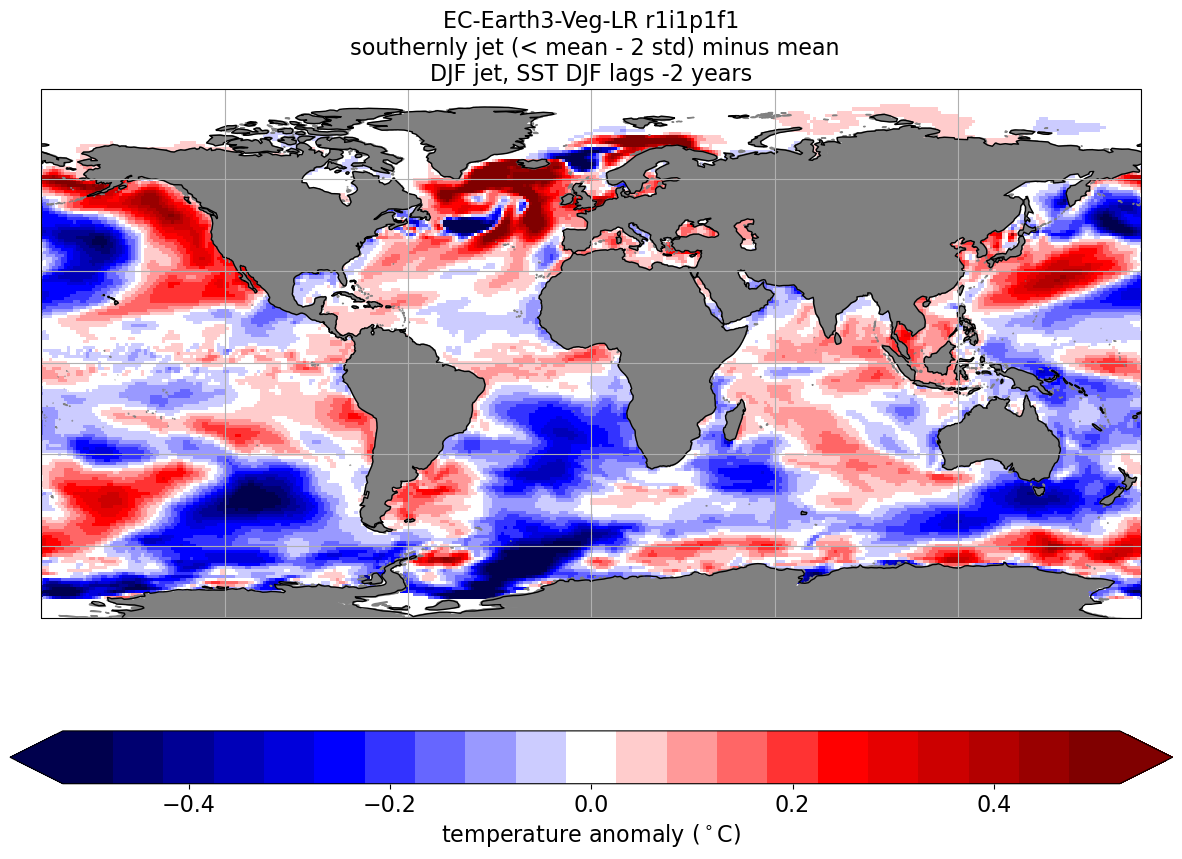 EC-Earth3-Veg-LR r1i1p1f1
southernly jet (< mean - 2 std) minus mean
DJF jet, SST DJF lags -2 years
−0.4 −0.2 0.0 0.2 0.4
temperature anomaly (°C)